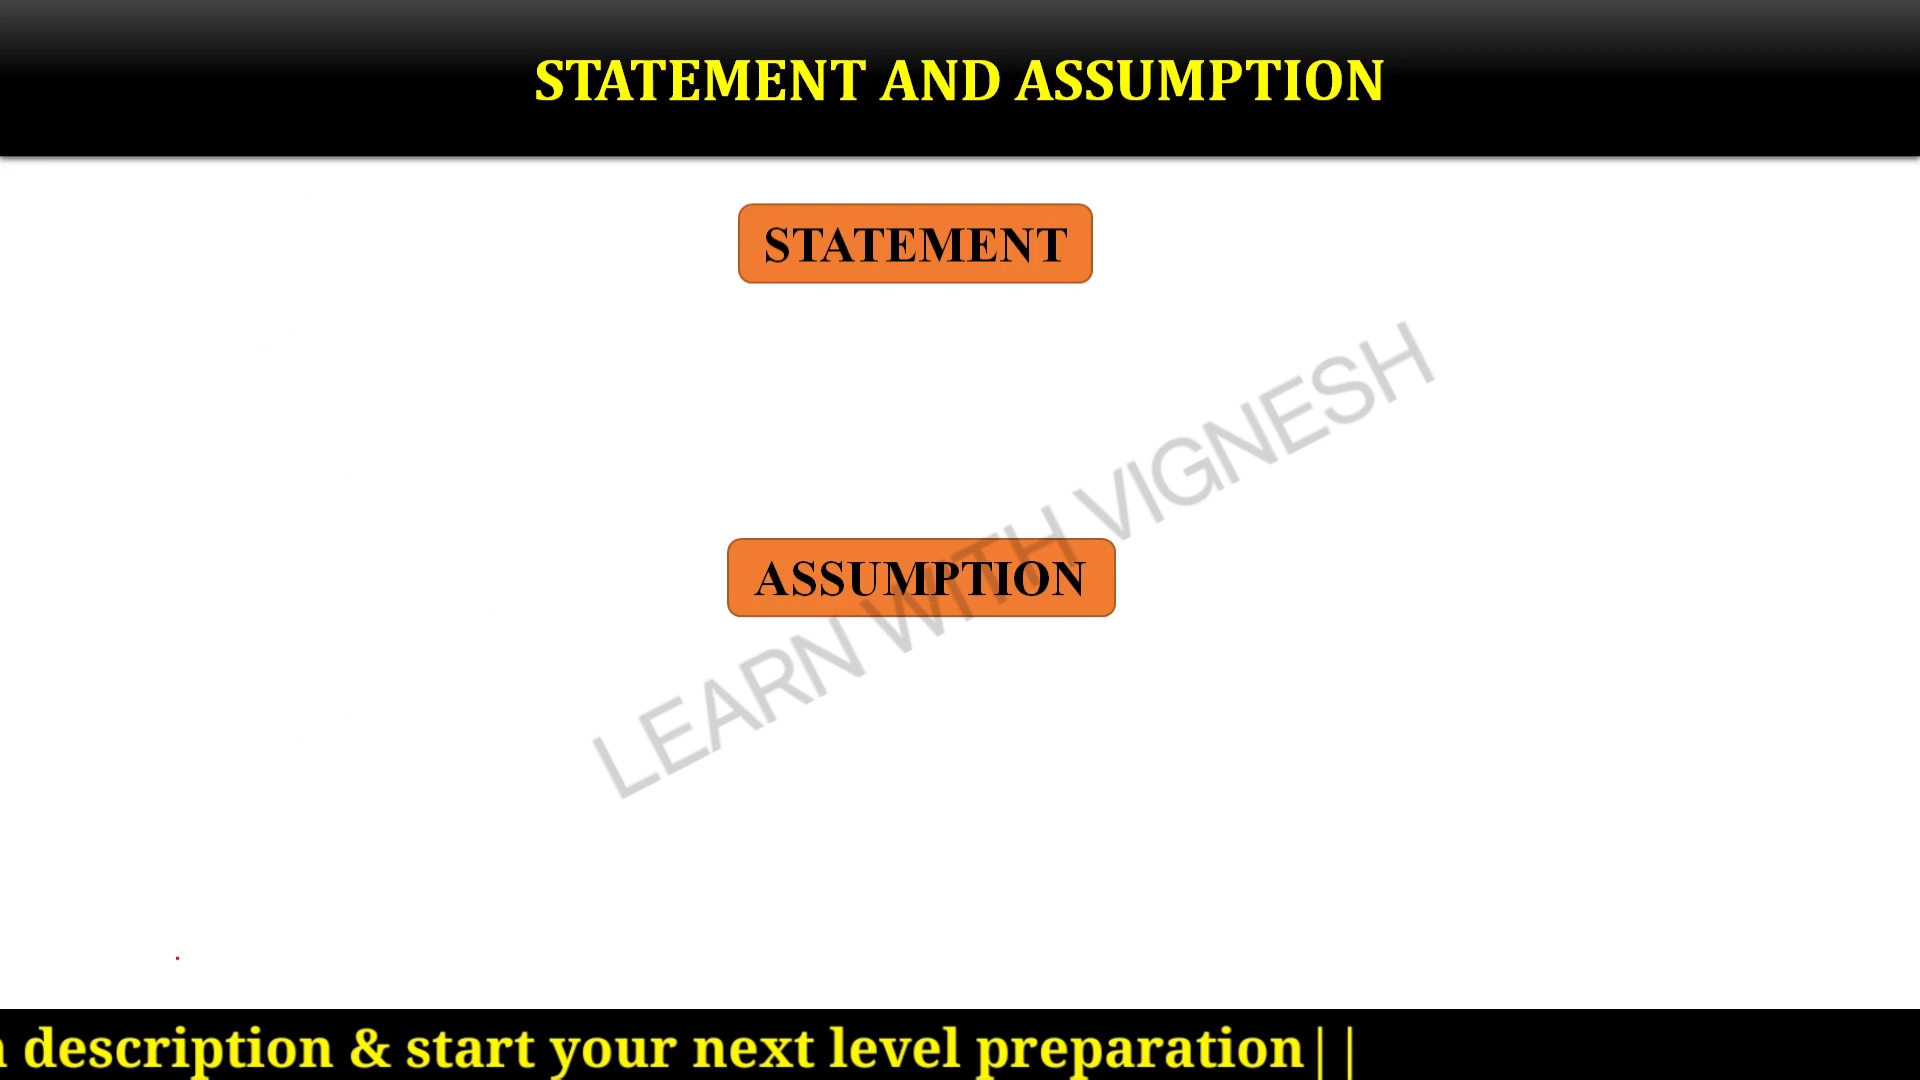 STATEMENT AND ASSUMPTION
STATEMENT
ASSUMPTION
LEARN WITH VIGNESH
description & start your next level preparation||